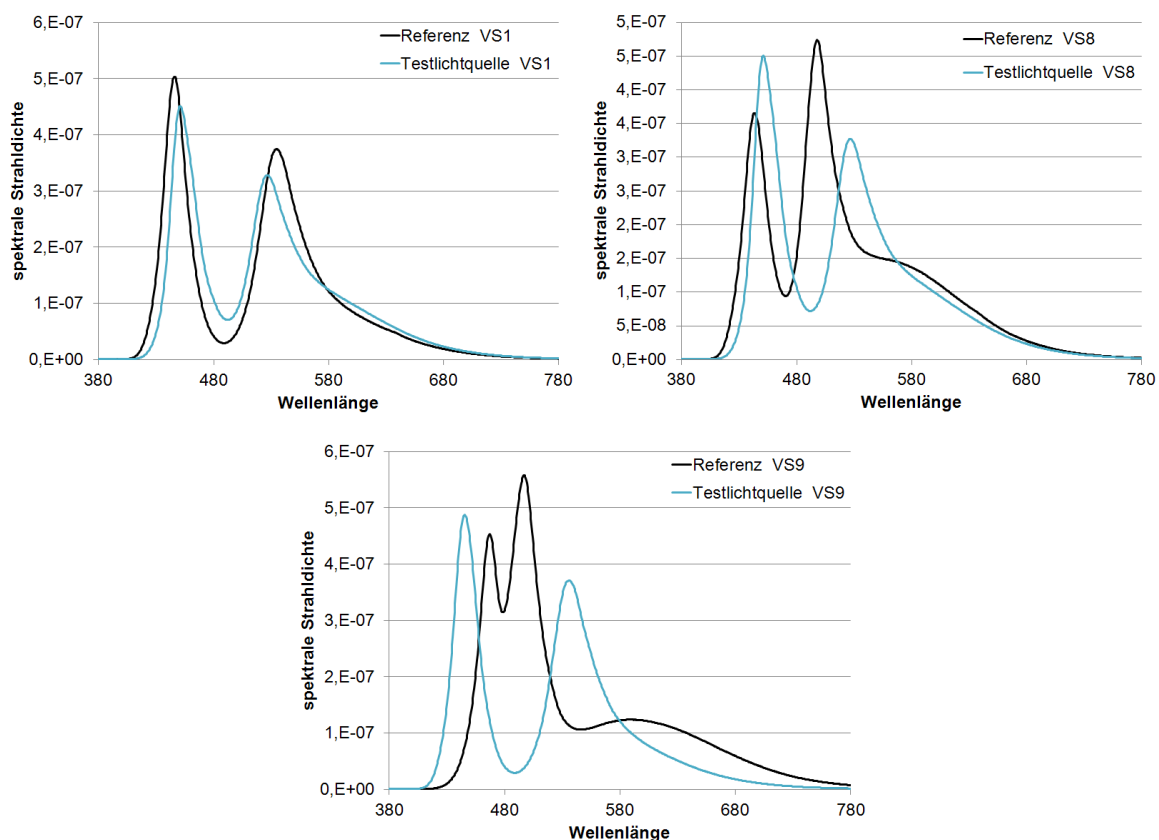 6,E-07
5,E-07
4,E-07
3,E-07
2,E-07
1,E-07
0,E+00
spektrale Strahldichte
Referenz VS1
Testlichtquelle VS1
380 480 580 680 780
Wellenlänge
5,E-07
5,E-07
4,E-07
4,E-07
3,E-07
3,E-07
2,E-07
2,E-07
1,E-07
5,E-08
0,E+00
spektrale Strahldichte
Referenz VS8
Testlichtquelle VS8
380 480 580 680 780
Wellenlänge
6,E-07
5,E-07
4,E-07
3,E-07
2,E-07
1,E-07
0,E+00
spektrale Strahldichte
Referenz VS9
Testlichtquelle VS9
380 480 580 680 780
Wellenlänge